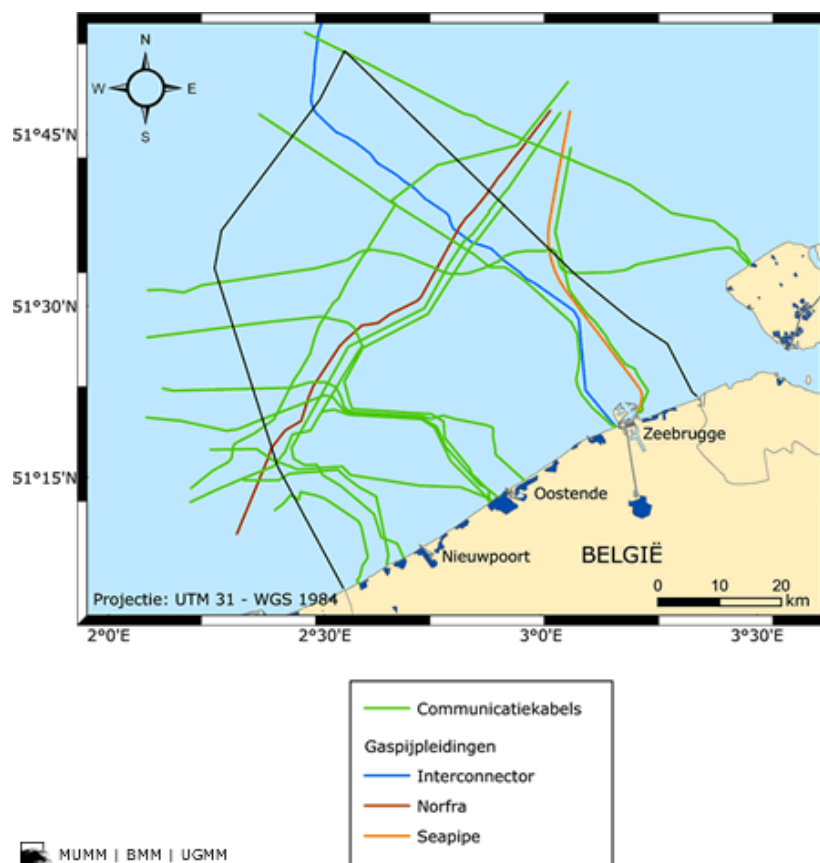 N
W E
S
51°45'N
51°30'N
51°15'N
Zeebrugge
Oostende
Nieuwpoort
BELGIË
Projectie: UTM 31 - WGS 1984
0 10 20
km
2°0'E 2°30'E 3°0'E 3°30'E
Communicatiekabels
Gaspijpleidingen
Interconnector
Norfra
Seapipe
MUMM | BMM | UGMM